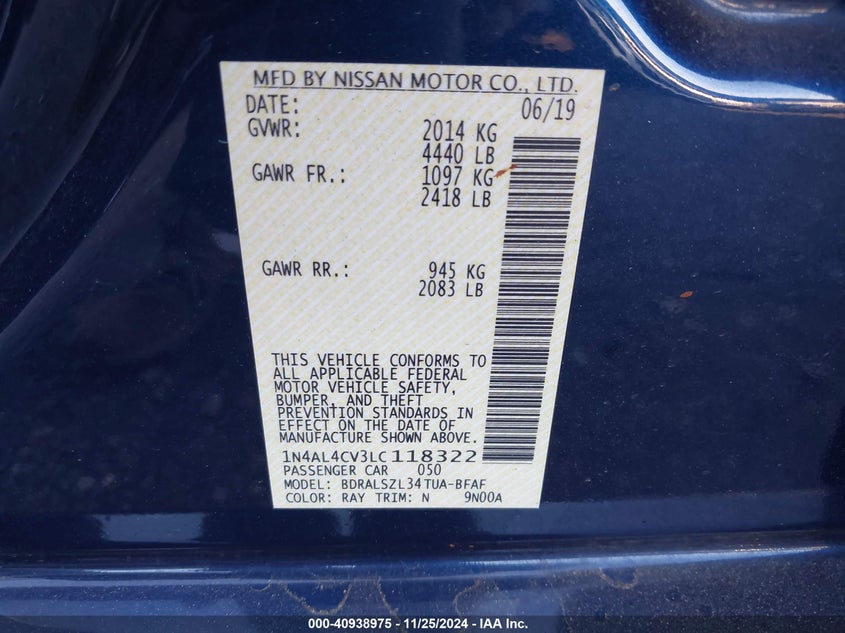 MFD BY NISSAN MOTOR CO., LTD.
DATE: 06/19
GVWR: 2014 KG
4440 LB
GAWR FR.: 1097 KG
2418 LB
GAWR RR.: 945 KG
2083 LB
THIS VEHICLE CONFORMS TO
ALL APPLICABLE FEDERAL
MOTOR VEHICLE SAFETY,
BUMPER, AND THEFT
PREVENTION STANDARDS IN
EFFECT ON THE DATE OF
MANUFACTURE SHOWN ABOVE.
1N4AL4CV3LC118322
PASSENGER CAR 050
MODEL: BDRALSZL34TUA-BFAF
COLOR: RAY TRIM: N 9N00A
000-40938975 - 11/25/2024 - IAA Inc.